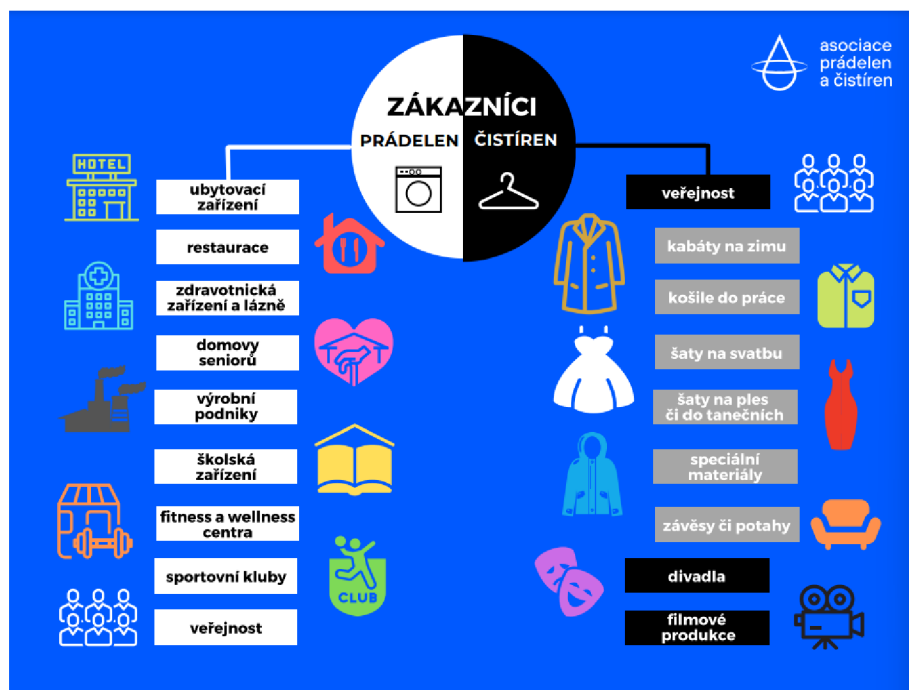 asociace
prádelen
a čistíren
ZÁKAZNÍCI
PRÁDELEN
ČISTÍREN
HOTEL
ubytovací
zařízení
restaurace
zdravotnická
zařízení a lázně
domovy
seniorů
výrobní
podniky
školská
zařízení
fitness a wellness
centra
sportovní kluby
CLUB
veřejnost
veřejnost
kabáty na zimu
košile do práce
šaty na svatbu
šaty na ples
či do tanečních
speciální
materiály
závěsy či potahy
divadla
filmové
produkce